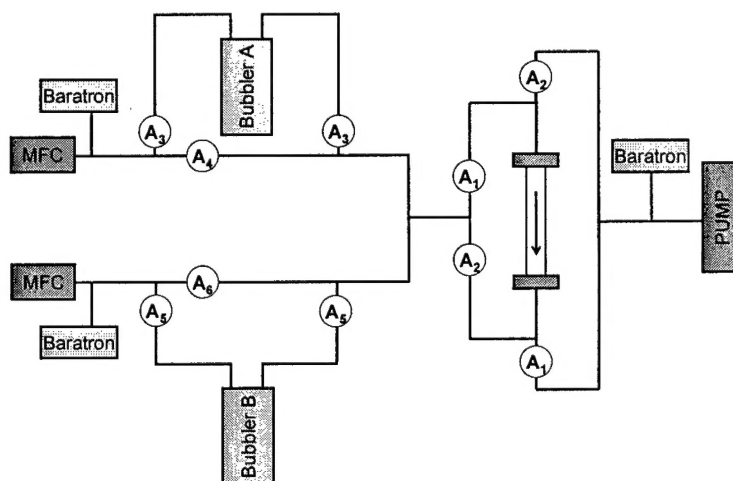 Bubbler A
A₂
Baratron
A₃
A₃
MFC
A₄
Baratron
A₁
PUMP
A₂
MFC
A₆
A₅
A₅
Baratron
A₁
Bubbler B